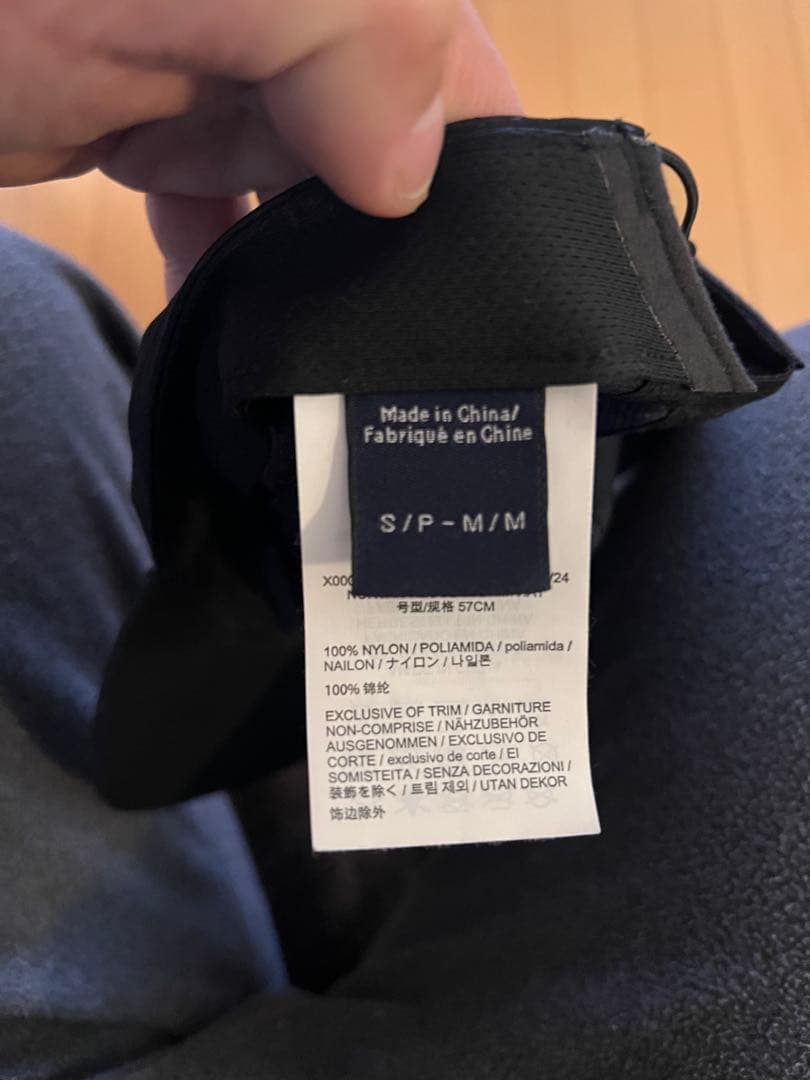 Made in China/
Fabriqué en Chine
S/P - M/M
X000
/24
号型/规格 57CM
100% NYLON / POLIAMIDA / poliamida /
NAILON / ナイロン / 나일론
100% 锦纶
EXCLUSIVE OF TRIM / GARNITURE
NON-COMPRISE / NÄHZUBEHÖR
AUSGENOMMEN / EXCLUSIVO DE
CORTE / exclusivo de corte / EI
SOMISTEITA / SENZA DECORAZIONI /
装飾を除く / 트림 제외 / UTAN DEKOR
饰边除外